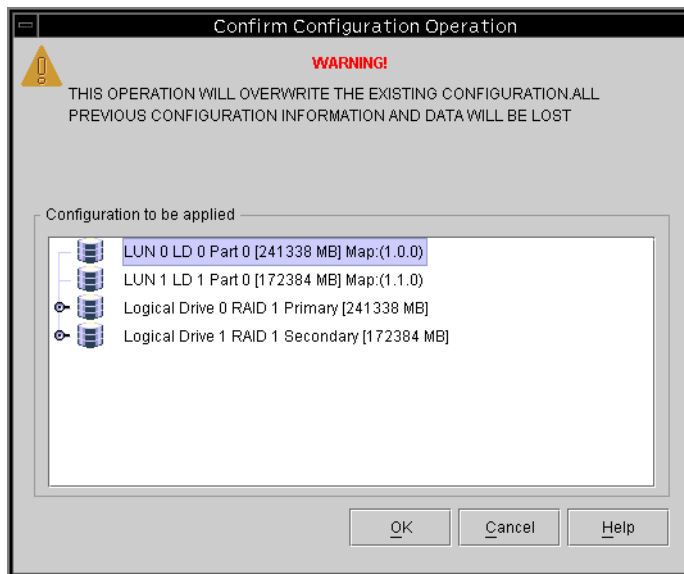 Confirm Configuration Operation
WARNING!
THIS OPERATION WILL OVERWRITE THE EXISTING CONFIGURATION.ALL
PREVIOUS CONFIGURATION INFORMATION AND DATA WILL BE LOST
Configuration to be applied
LUN 0 LD 0 Part 0 [241338 MB] Map:(1.0.0)
LUN 1 LD 1 Part 0 [172384 MB] Map:(1.1.0)
Logical Drive 0 RAID 1 Primary [241338 MB]
Logical Drive 1 RAID 1 Secondary [172384 MB]
OK Cancel Help